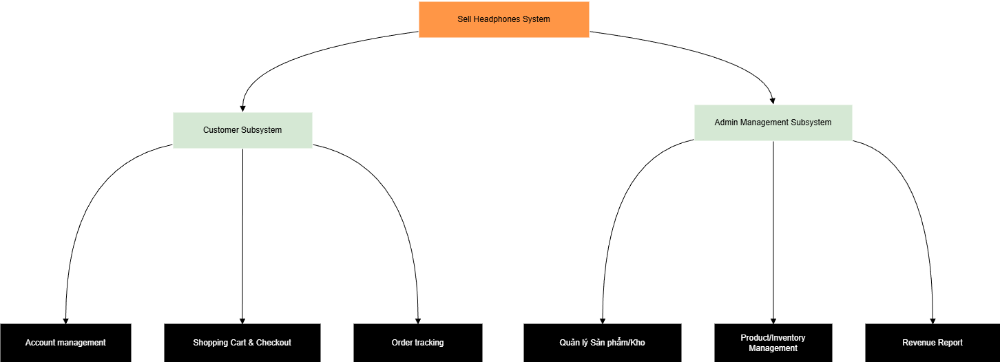 Sell Headphones System
Customer Subsystem
Admin Management Subsystem
Account management
Shopping Cart & Checkout
Order tracking
Quản lý Sản phẩm/Kho
Product/Inventory
Management
Revenue Report